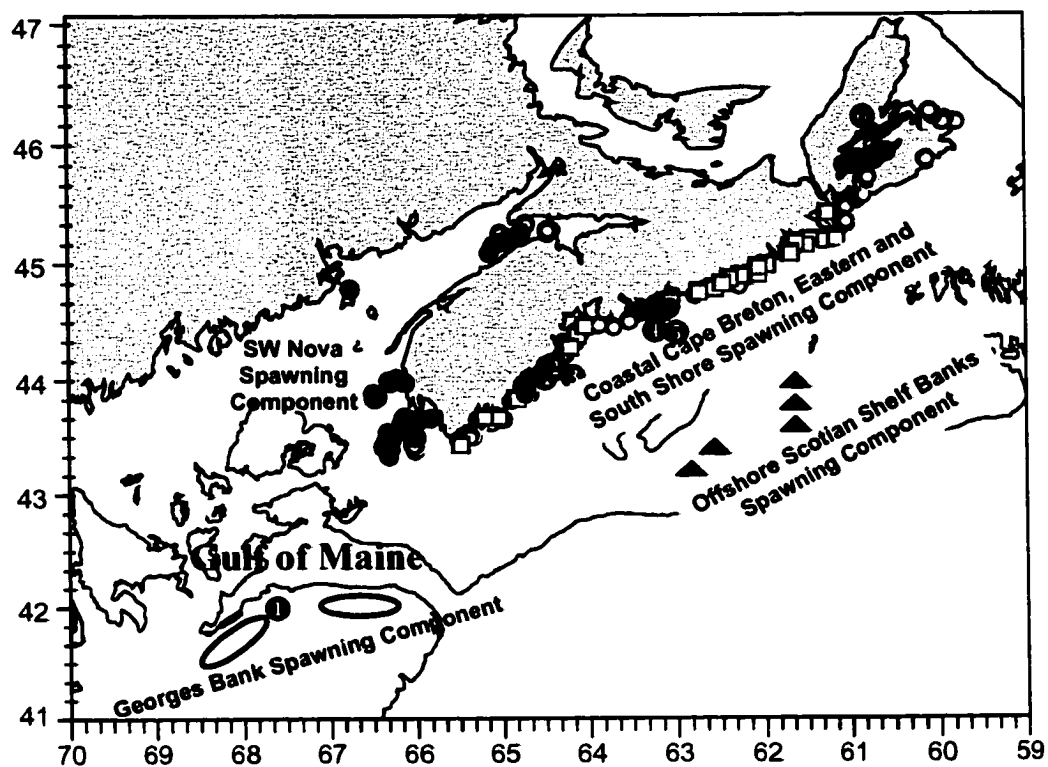 47
46
45
44
43
42
41
SW Nova
Spawning
Component
Coastal Cape Breton, Eastern and
South Shore Spawning Component
Offshore Scotian Shelf Banks
Spawning Component
Gulf of Maine
1
Georges Bank Spawning Component
70 69 68 67 66 65 64 63 62 61 60 59